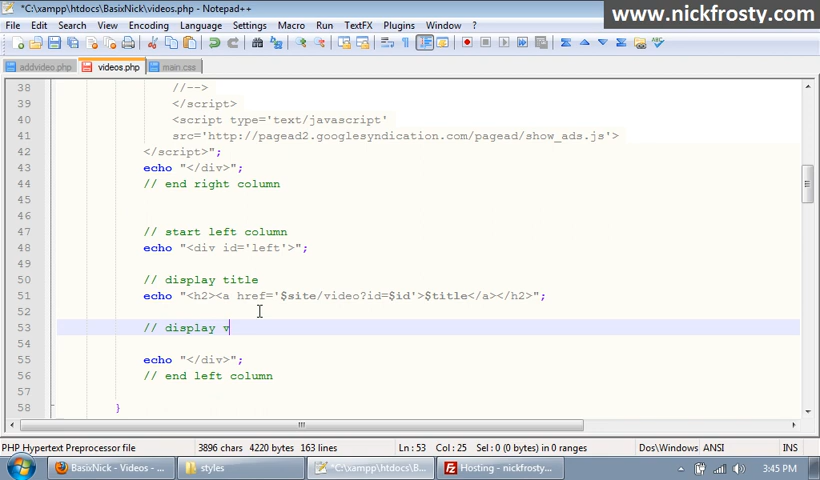 *C:\xampp\htdocs\BasixNick\videos.php - Notepad++
www.nickfrosty.com
File Edit Search View Encoding Language Settings Macro Run TextFX Plugins Window ?
X
addvideo.php videos.php main.css
38 //-->
39 </script>
40 <script type='text/javascript'
41 src='http://pagead2.googlesyndication.com/pagead/show_ads.js'>
42 </script>";
43 echo "</div>";
44 // end right column
45
46
47 // start left column
48 echo "<div id='left'>";
49
50 // display title
51 echo "<h2><a href='$site/video?id=$id'>$title</a></h2>";
52
53 // display v
54
55 echo "</div>";
56 // end left column
57
58 }
PHP Hypertext Preprocessor file 3896 chars 4220 bytes 163 lines Ln : 53 Col : 25 Sel : 0 (0 bytes) in 0 ranges Dos\Windows ANSI INS
BasixNick - Videos - ... styles *C:\xampp\htdocs\B... Hosting - nickfrosty... 3:45 PM